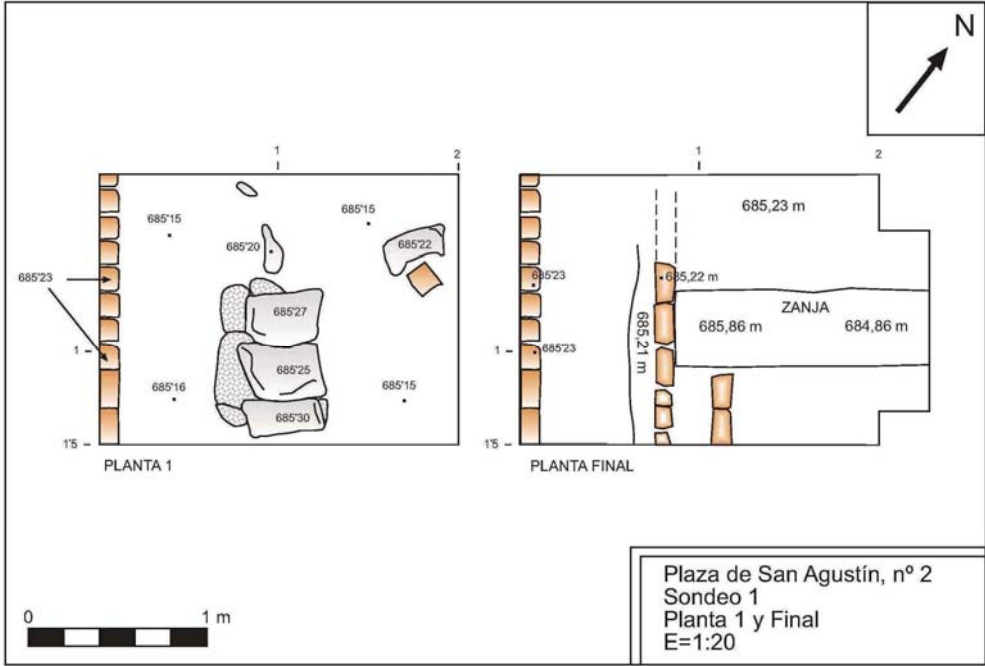 N
1
2
685'15
685'15
685'20
685'22
685'23
685'27
1
685'25
685'16
685'15
685'30
1'5
PLANTA 1
1
2
685,23 m
685'23
685,22 m
ZANJA
685,21 m
685,86 m
684,86 m
1
685'23
1'5
PLANTA FINAL
0
1 m
Plaza de San Agustín, nº 2
Sondeo 1
Planta 1 y Final
E=1:20